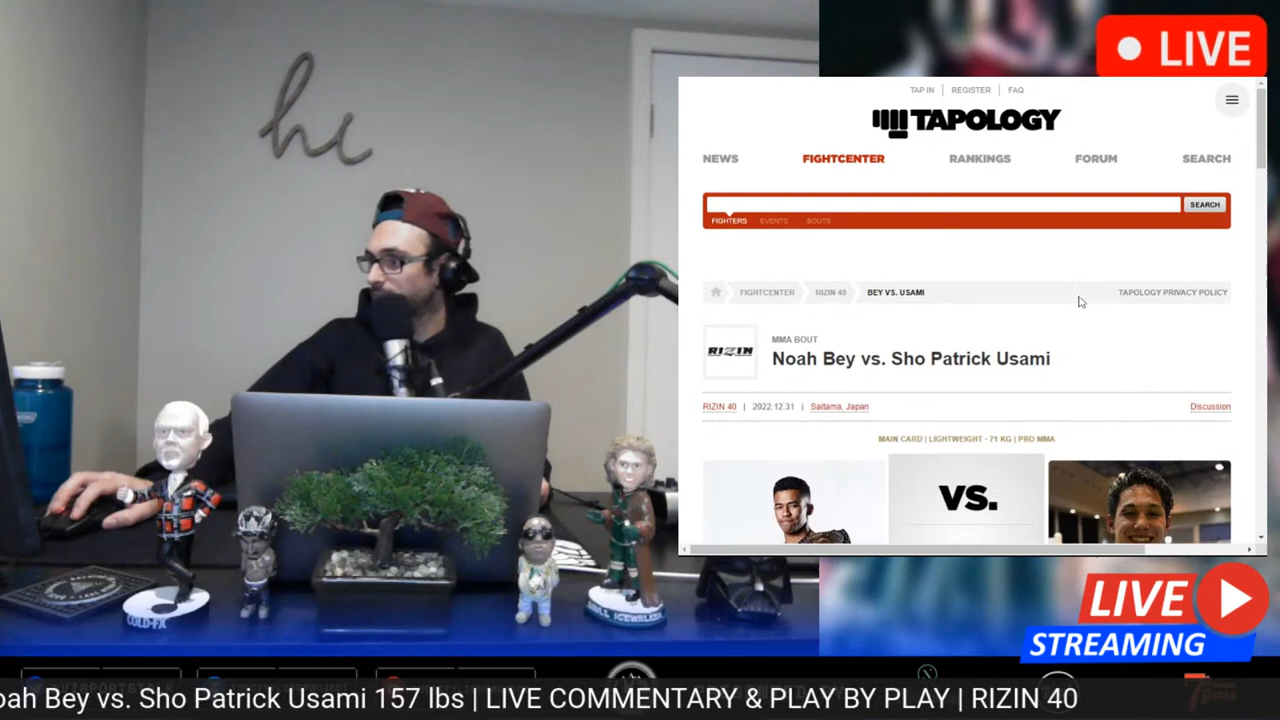 hi
LIVE
TAP IN | REGISTER | FAQ
TAPOLOGY
NEWS
FIGHTCENTER
RANKINGS
FORUM
SEARCH
SEARCH
FIGHTERS
EVENTS
BOUTS
FIGHTCENTER
RIZIN 40
BEY VS. USAMI
TAPOLOGY PRIVACY POLICY
RIZIN
MMA BOUT
Noah Bey vs. Sho Patrick Usami
RIZIN 40 | 2022.12.31 | Saitama, Japan
Discussion
MAIN CARD | LIGHTWEIGHT · 71 KG | PRO MMA
VS.
COLD-FX
LIVE
STREAMING
oah Bey vs. Sho Patrick Usami 157 lbs | LIVE COMMENTARY & PLAY BY PLAY | RIZIN 40